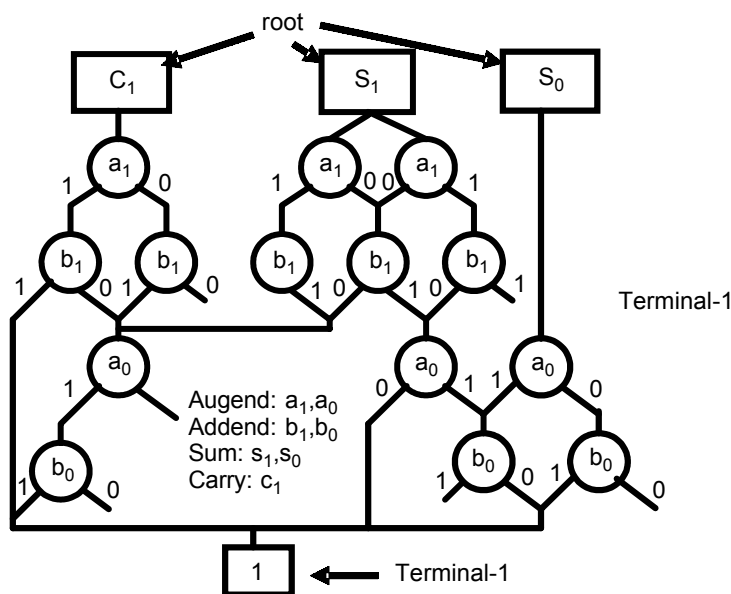 root
C₁ S₁ S₀
a₁ a₁ a₁
1 0 1 0 0 1
b₁ b₁ b₁ b₁ b₁
1 0 1 0 1 0 1 0 1
Terminal-1
a₀ a₀ a₀
1 0 1 1 0
Augend: a₁,a₀
Addend: b₁,b₀
Sum: s₁,s₀
Carry: c₁
b₀ b₀ b₀
1 0 1 0 1 0
1
Terminal-1